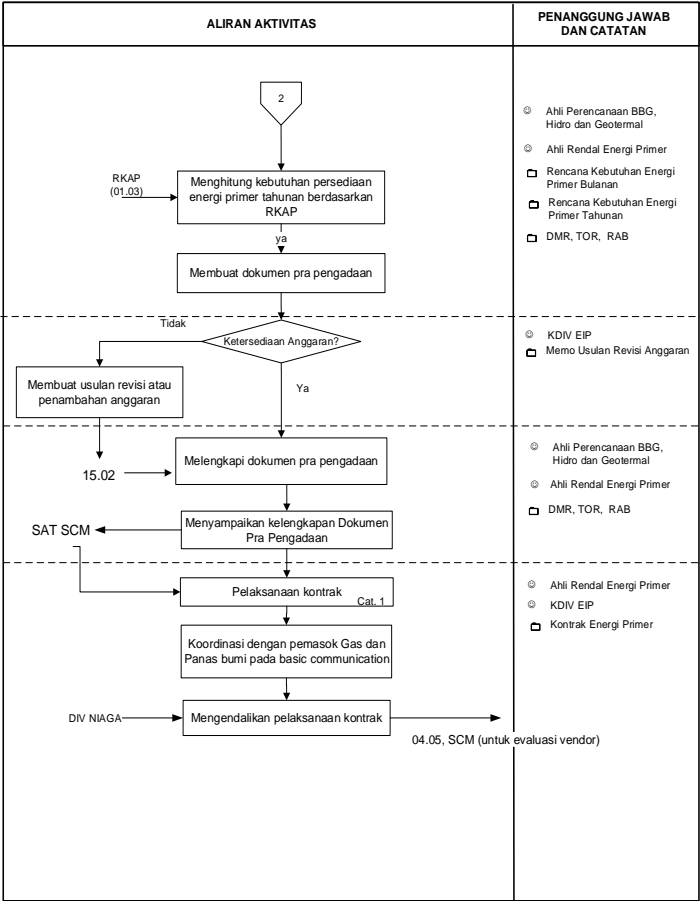 ALIRAN AKTIVITAS
PENANGGUNG JAWAB
DAN CATATAN
2
RKAP
(01.03)
Menghitung kebutuhan persediaan
energi primer tahunan berdasarkan
RKAP
ya
Membuat dokumen pra pengadaan
Ahli Perencanaan BBG,
Hidro dan Geotermal
Ahli Rendal Energi Primer
Rencana Kebutuhan Energi
Primer Bulanan
Rencana Kebutuhan Energi
Primer Tahunan
DMR, TOR, RAB
Tidak
Ketersediaan Anggaran?
Membuat usulan revisi atau
penambahan anggaran
Ya
KDIV EIP
Memo Usulan Revisi Anggaran
15.02
Melengkapi dokumen pra pengadaan
SAT SCM
Menyampaikan kelengkapan Dokumen
Pra Pengadaan
Ahli Perencanaan BBG,
Hidro dan Geotermal
Ahli Rendal Energi Primer
DMR, TOR, RAB
Pelaksanaan kontrak
Cat. 1
Koordinasi dengan pemasok Gas dan
Panas bumi pada basic communication
DIV NIAGA
Mengendalikan pelaksanaan kontrak
04.05, SCM (untuk evaluasi vendor)
Ahli Rendal Energi Primer
KDIV EIP
Kontrak Energi Primer